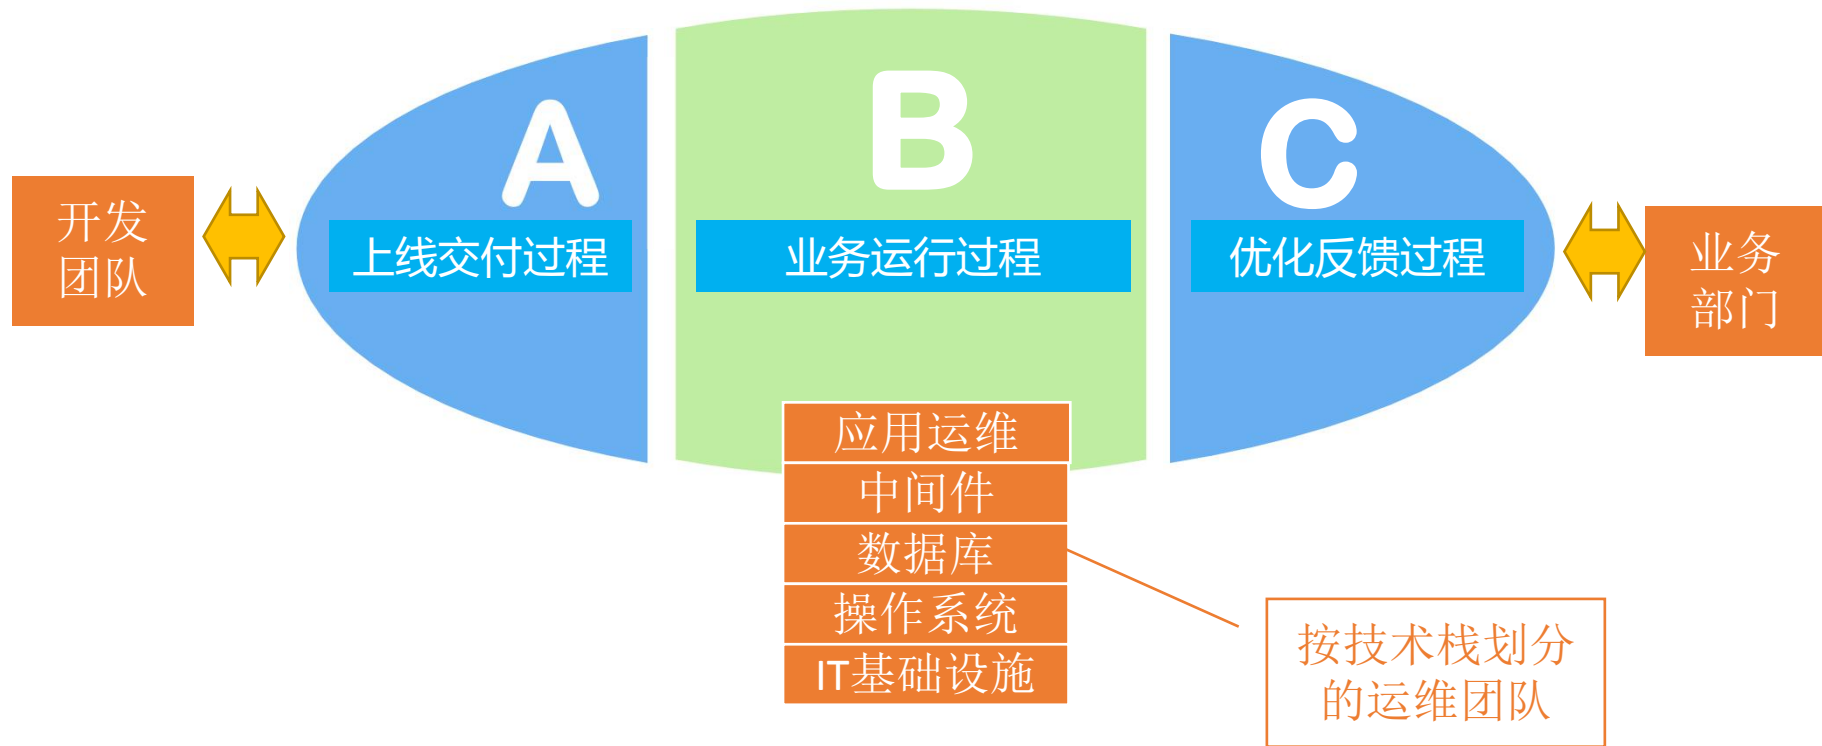 A
B
C
开发
团队
上线交付过程
业务运行过程
优化反馈过程
业务
部门
应用运维
中间件
数据库
操作系统
IT基础设施
按技术栈划分
的运维团队